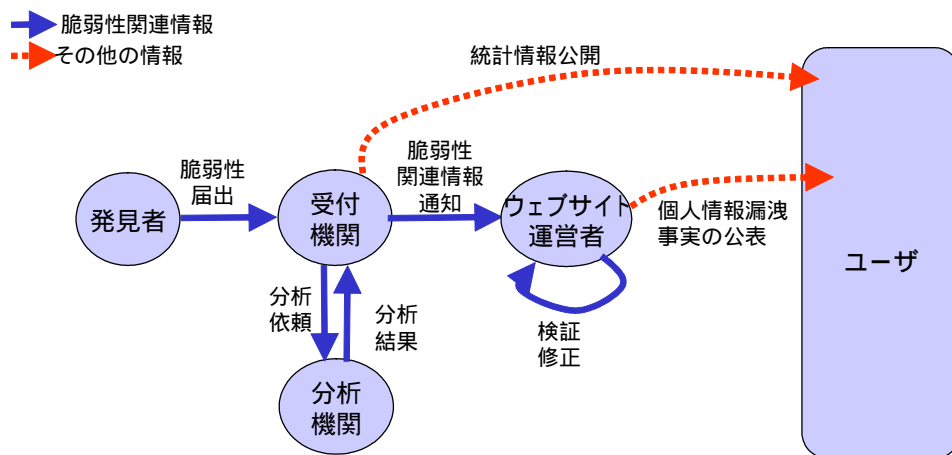 脆弱性関連情報
その他の情報
統計情報公開
脆弱性
届出
脆弱性
関連情報
通知
発見者
受付
機関
ウェブサイト
運営者
個人情報漏洩
事実の公表
ユーザ
分析
依頼
分析
結果
検証
修正
分析
機関